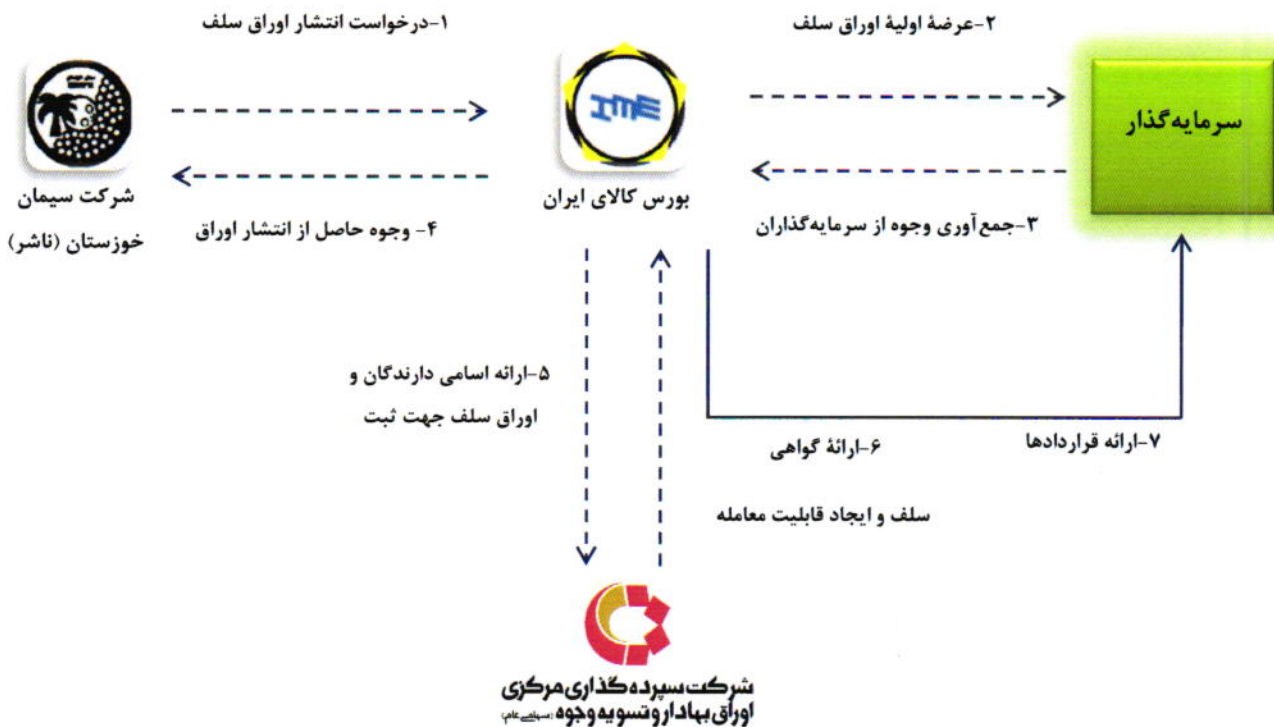 ۱-درخواست انتشار اوراق سلف
۲-عرضهٔ اولیهٔ اوراق سلف
سرمایه‌گذار
IME
شرکت سیمان
خوزستان (ناشر)
بورس کالای ایران
۴- وجوه حاصل از انتشار اوراق
۳-جمع‌آوری وجوه از سرمایه‌گذاران
۵-ارائه اسامی دارندگان و
اوراق سلف جهت ثبت
۶-ارائهٔ گواهی
۷-ارائه قراردادها
سلف و ایجاد قابلیت معامله
شرکت سپرده‌گذاری مرکزی
اوراق بهادار و تسویه وجوه (سهامی عام)